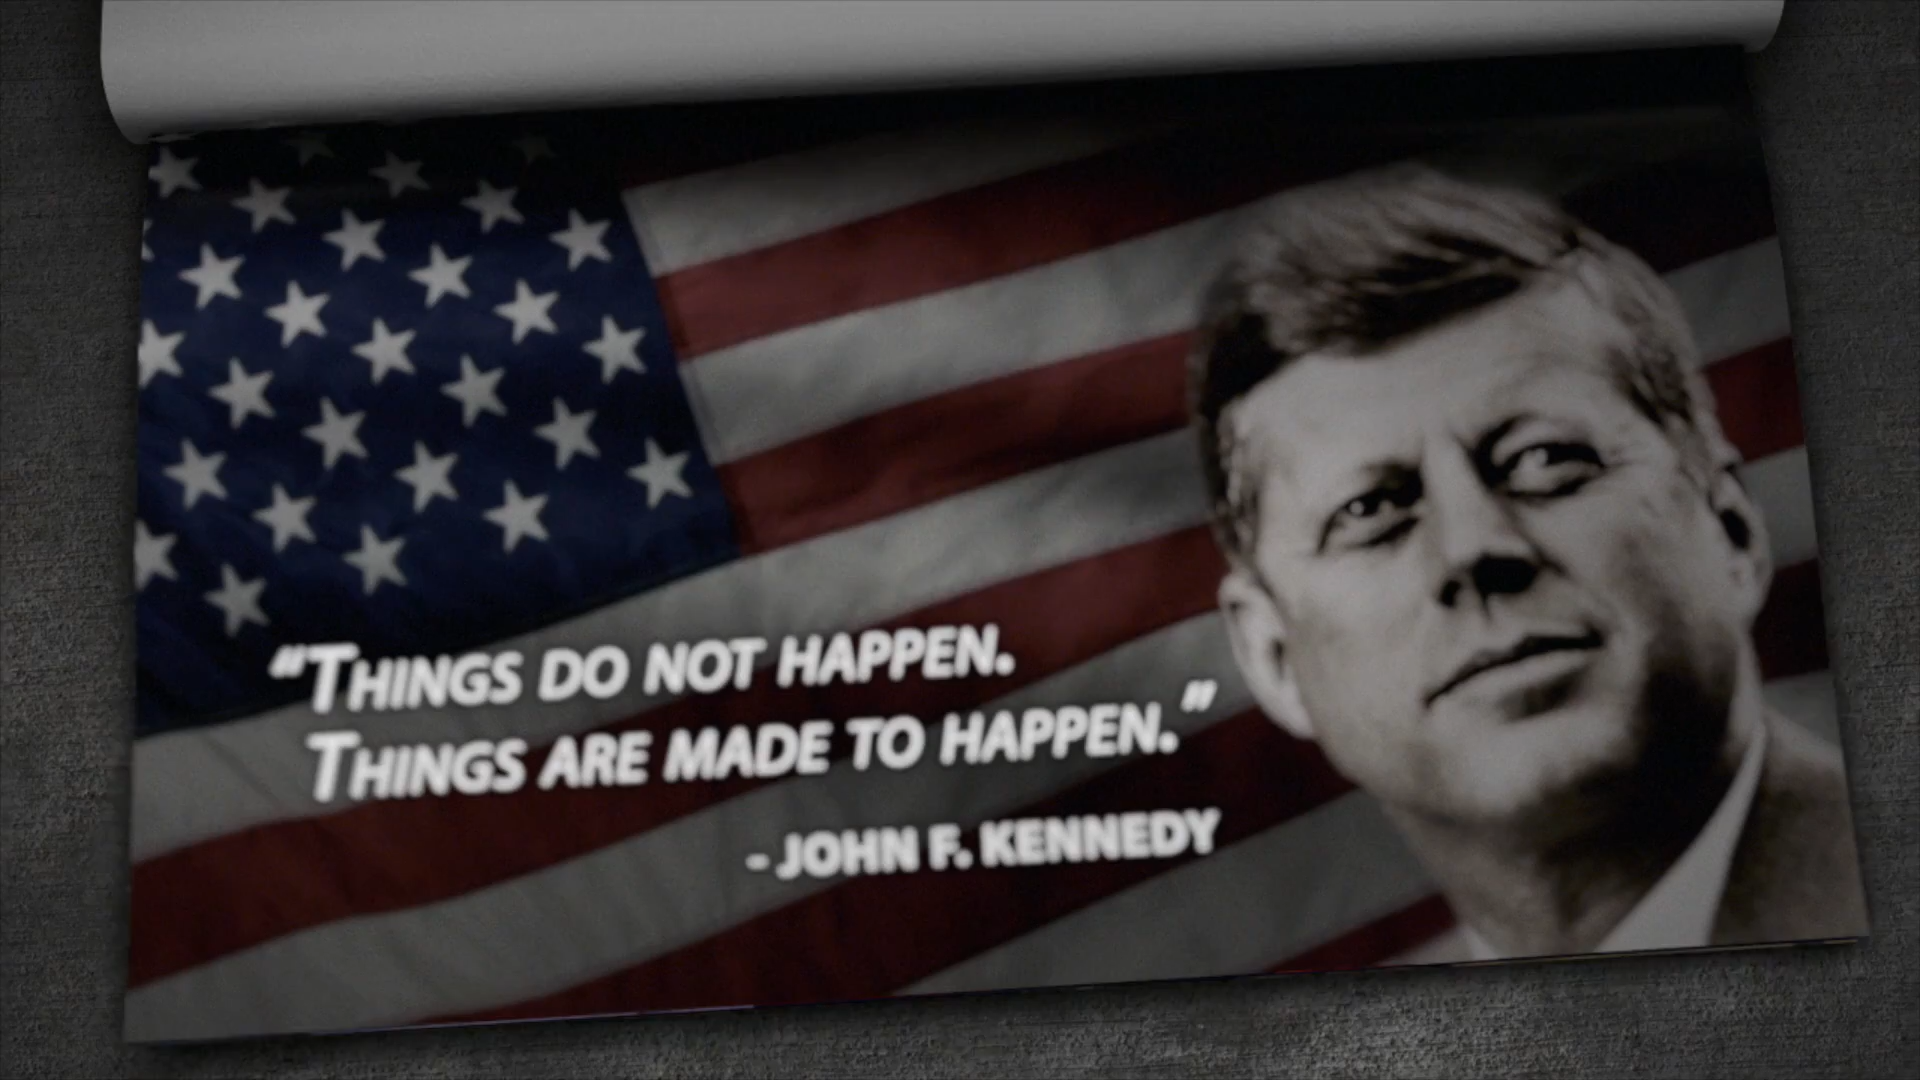 “Things do not happen.
Things are made to happen.”
- JOHN F. KENNEDY